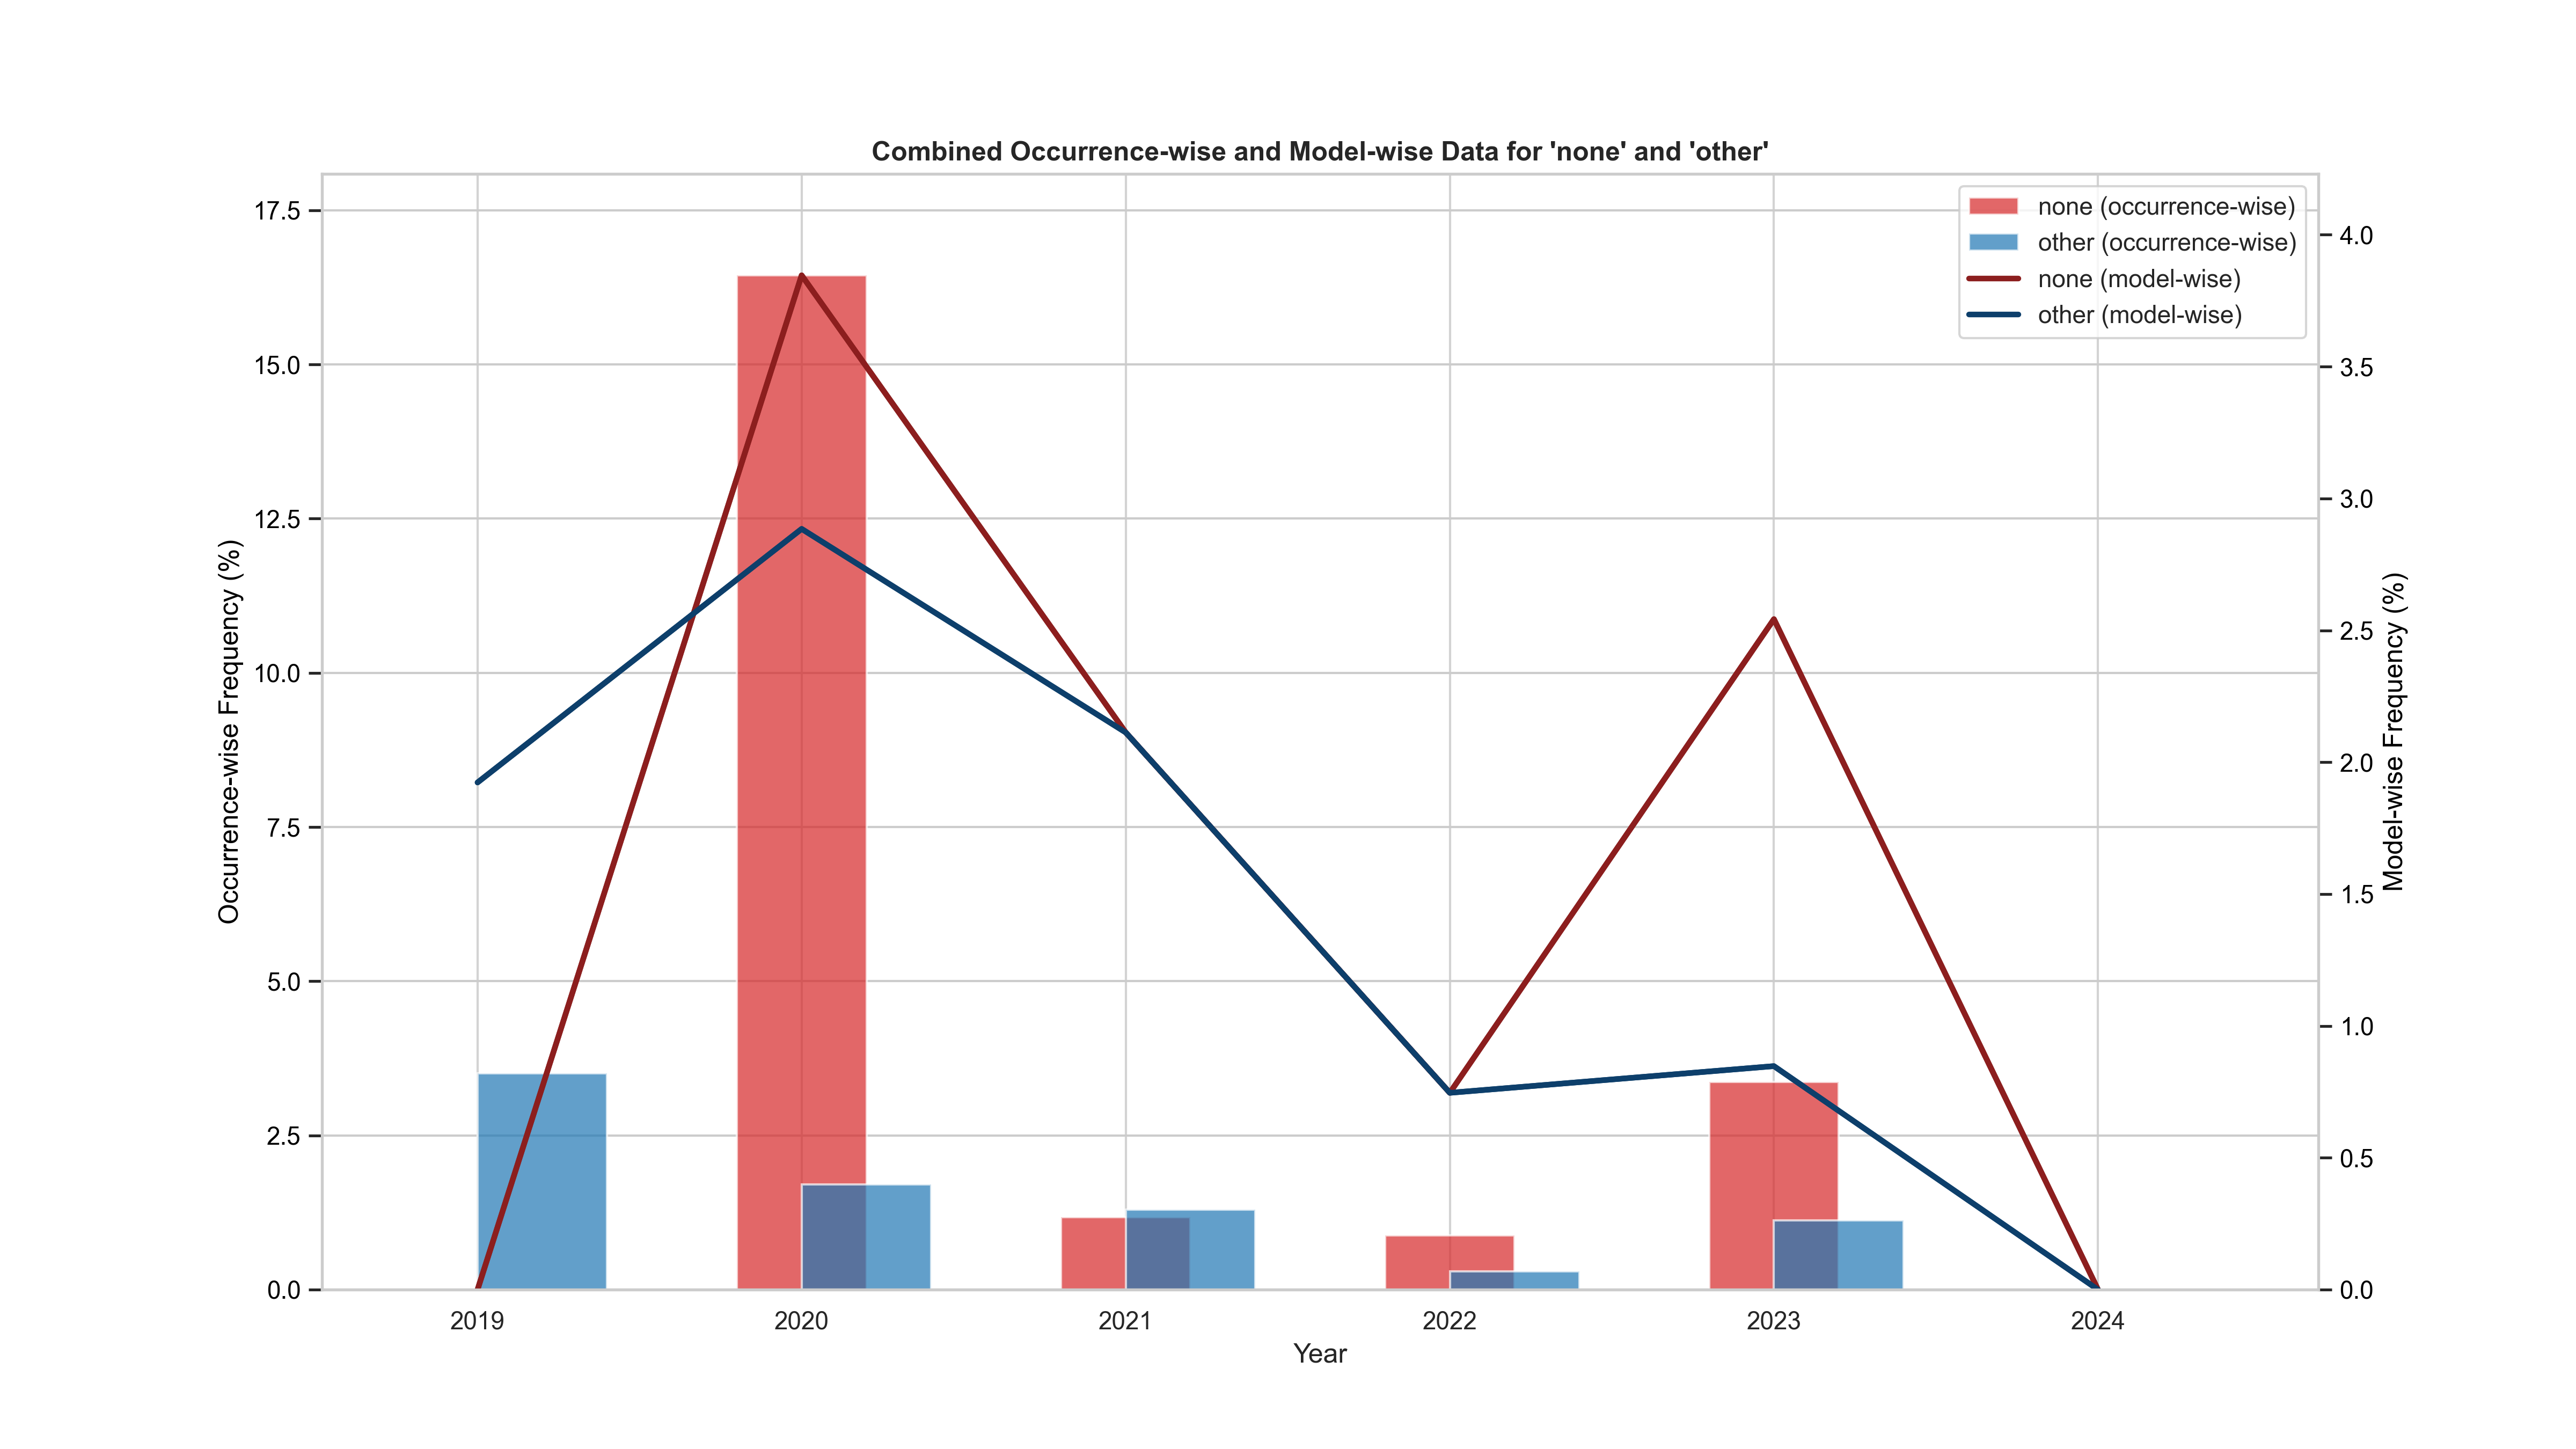 Combined Occurrence-wise and Model-wise Data for 'none' and 'other'
none (occurrence-wise)
other (occurrence-wise)
none (model-wise)
other (model-wise)
Occurrence-wise Frequency (%)
17.5
15.0
12.5
10.0
7.5
5.0
2.5
0.0
Model-wise Frequency (%)
4.0
3.5
3.0
2.5
2.0
1.5
1.0
0.5
0.0
2019 2020 2021 2022 2023 2024
Year